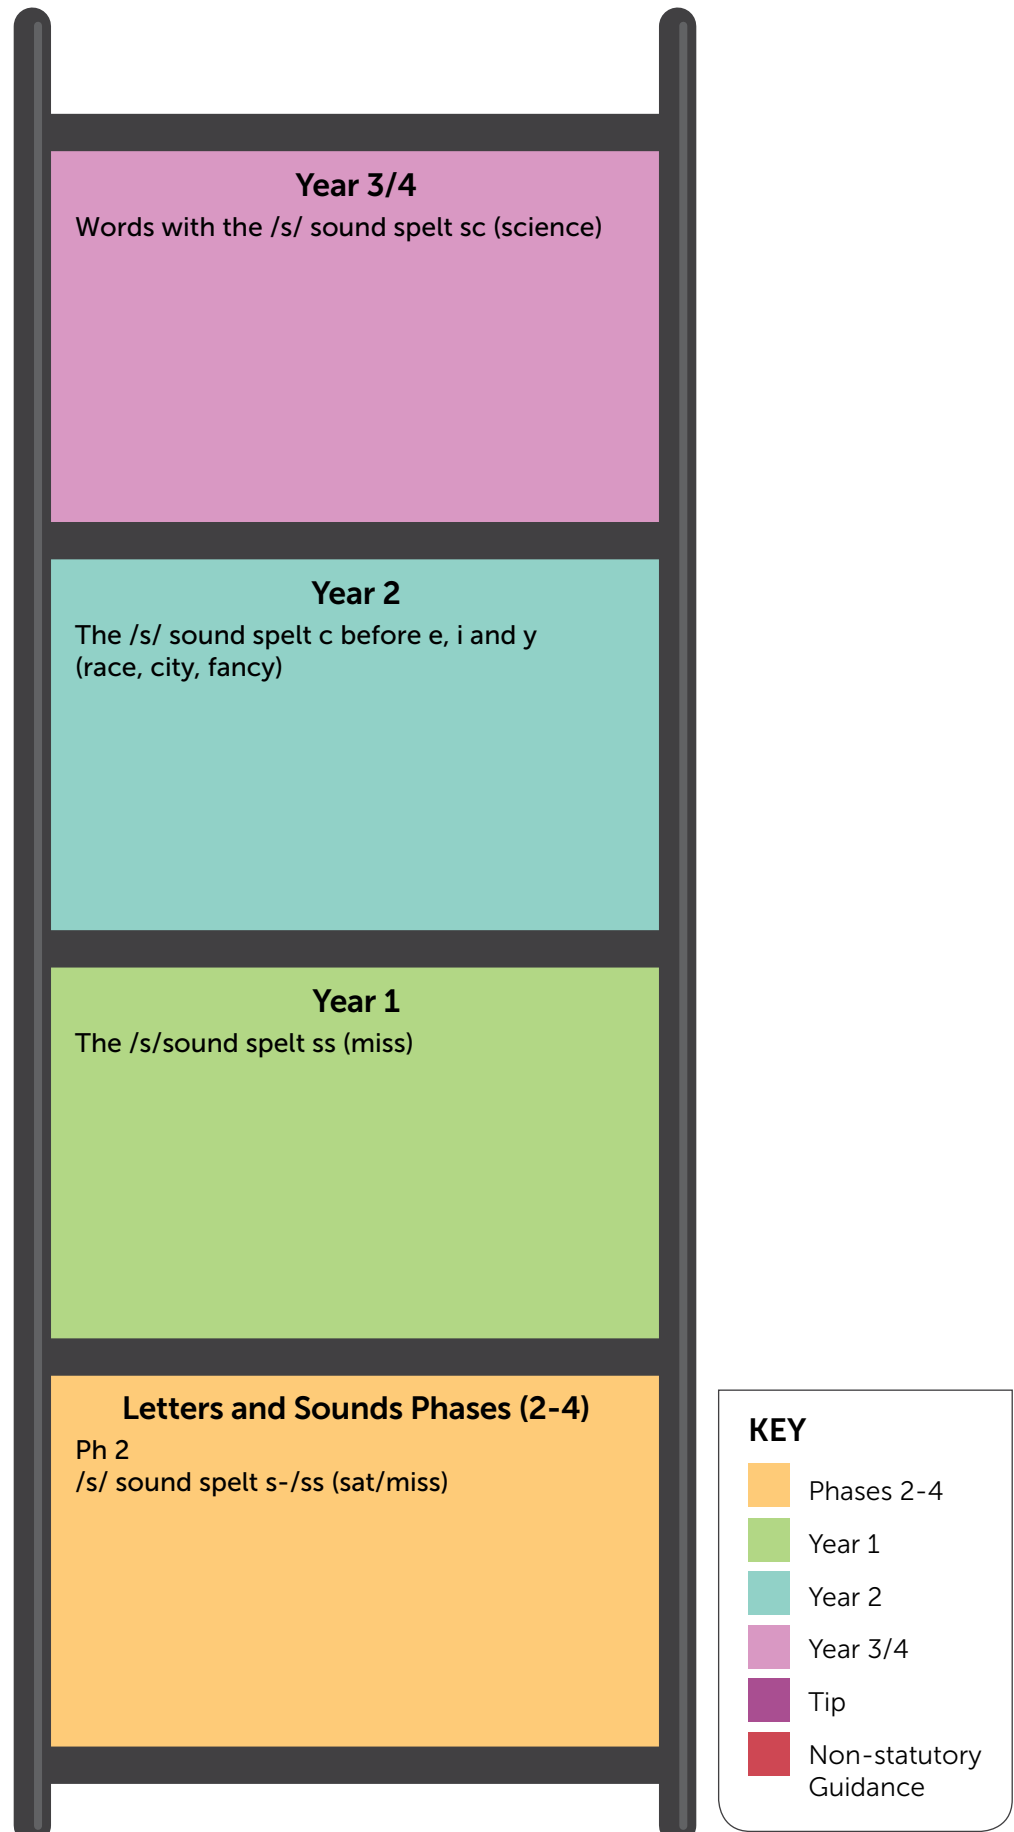 Year 3/4
Words with the /s/ sound spelt sc (science)
Year 2
The /s/ sound spelt c before e, i and y
(race, city, fancy)
Year 1
The /s/sound spelt ss (miss)
Letters and Sounds Phases (2-4)
Ph 2
/s/ sound spelt s-/ss (sat/miss)
KEY
Phases 2-4
Year 1
Year 2
Year 3/4
Tip
Non-statutory
Guidance